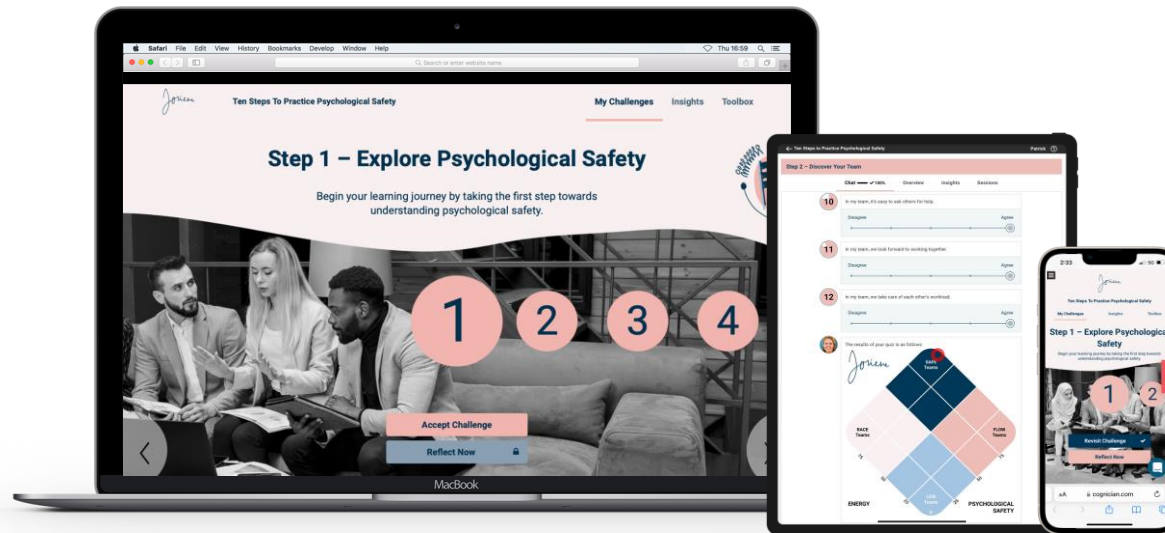 Safari File Edit View History Bookmarks Develop Window Help
Thu 16:59
Search or enter website name
Joriene
Ten Steps To Practice Psychological Safety
My Challenges Insights Toolbox
Step 1 – Explore Psychological Safety
Begin your learning journey by taking the first step towards
understanding psychological safety.
1 2 3 4
Accept Challenge
Reflect Now
MacBook
Ten Steps to Practice Psychological Safety
Patrick
Step 2 – Discover Your Team
Chat 100% Overview Insights Sessions
10 In my team, it's easy to ask others for help.
Disagree Agree
11 In my team, we look forward to working together.
Disagree Agree
12 In my team, we take care of each other's workload.
Disagree Agree
The results of your quiz is as follows
Joriene
SAFE
Teams
RACE
Teams
FLOW
Teams
Teams
ENERGY
PSYCHOLOGICAL
SAFETY
2:33
Joriene
Ten Steps To Practice Psychological Safety
My Challenges Insights Toolbox
Step 1 – Explore Psychological
Safety
Begin your learning journey by taking the first step towards
understanding psychological safety.
1 2
Revisit Challenge
Reflect Now
AA cognician.com